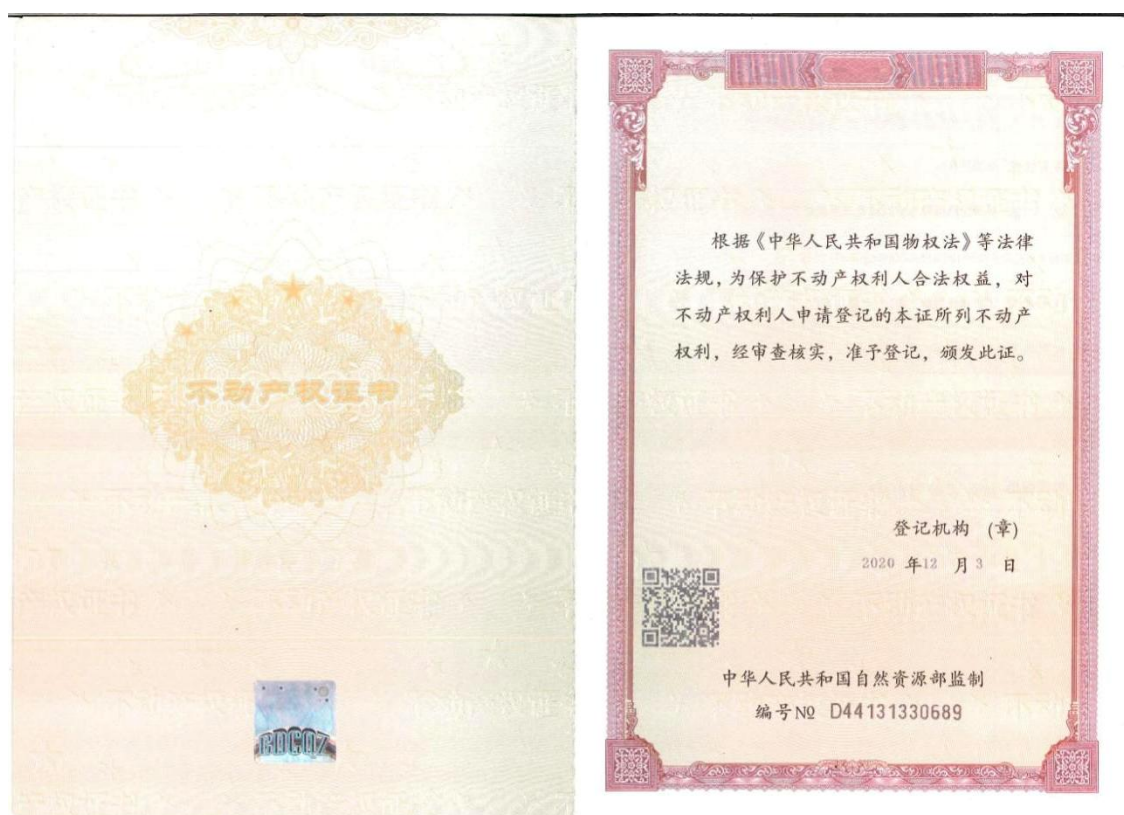 不动产权证书
根据《中华人民共和国物权法》等法律
法规，为保护不动产权利人合法权益，对
不动产权利人申请登记的本证所列不动产
权利，经审查核实，准予登记，颁发此证。
登记机构 (章)
2020 年12 月3 日
中华人民共和国自然资源部监制
编号№ D44131330689